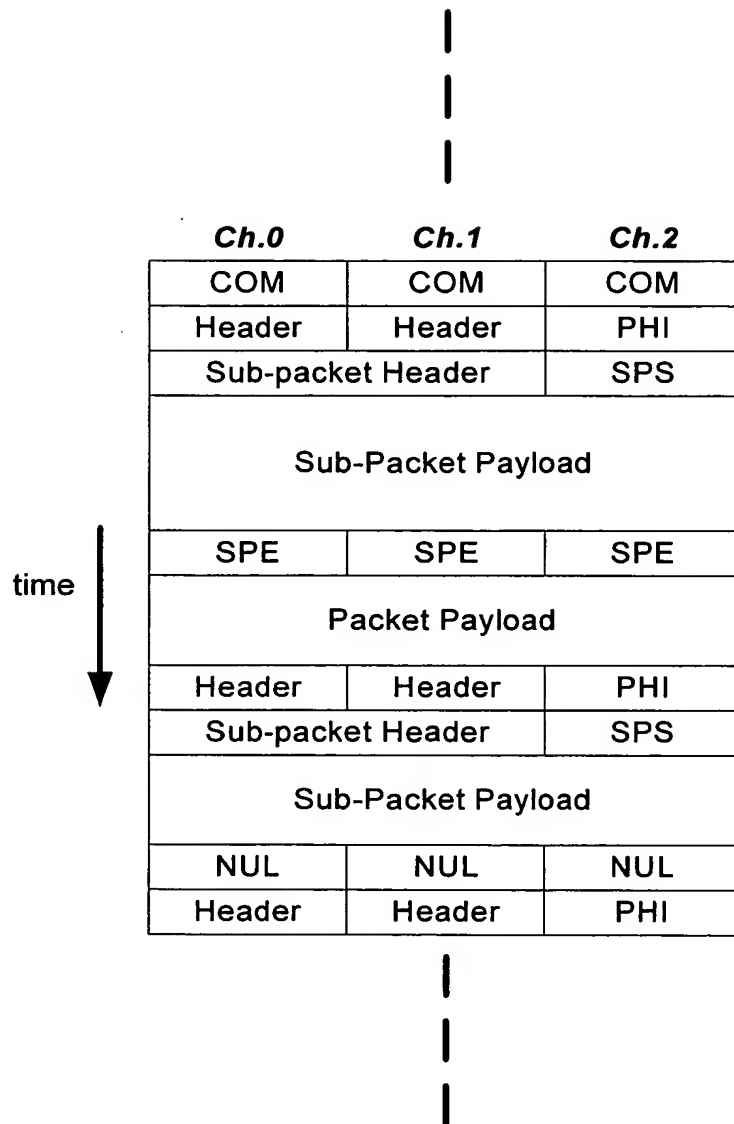 Ch.0 Ch.1 Ch.2
COM COM COM
Header Header PHI
Sub-packet Header SPS
Sub-Packet Payload
SPE SPE SPE
time
Packet Payload
Header Header PHI
Sub-packet Header SPS
Sub-Packet Payload
NUL NUL NUL
Header Header PHI